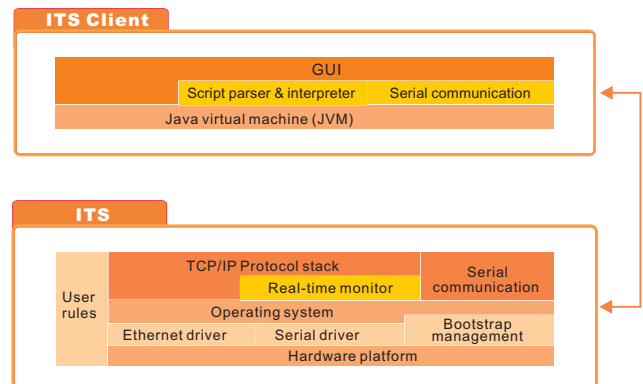 ITS Client
GUI
Script parser & interpreter
Serial communication
Java virtual machine (JVM)
ITS
User
rules
TCP/IP Protocol stack
Real-time monitor
Serial
communication
Operating system
Ethernet driver
Serial driver
Bootstrap
management
Hardware platform